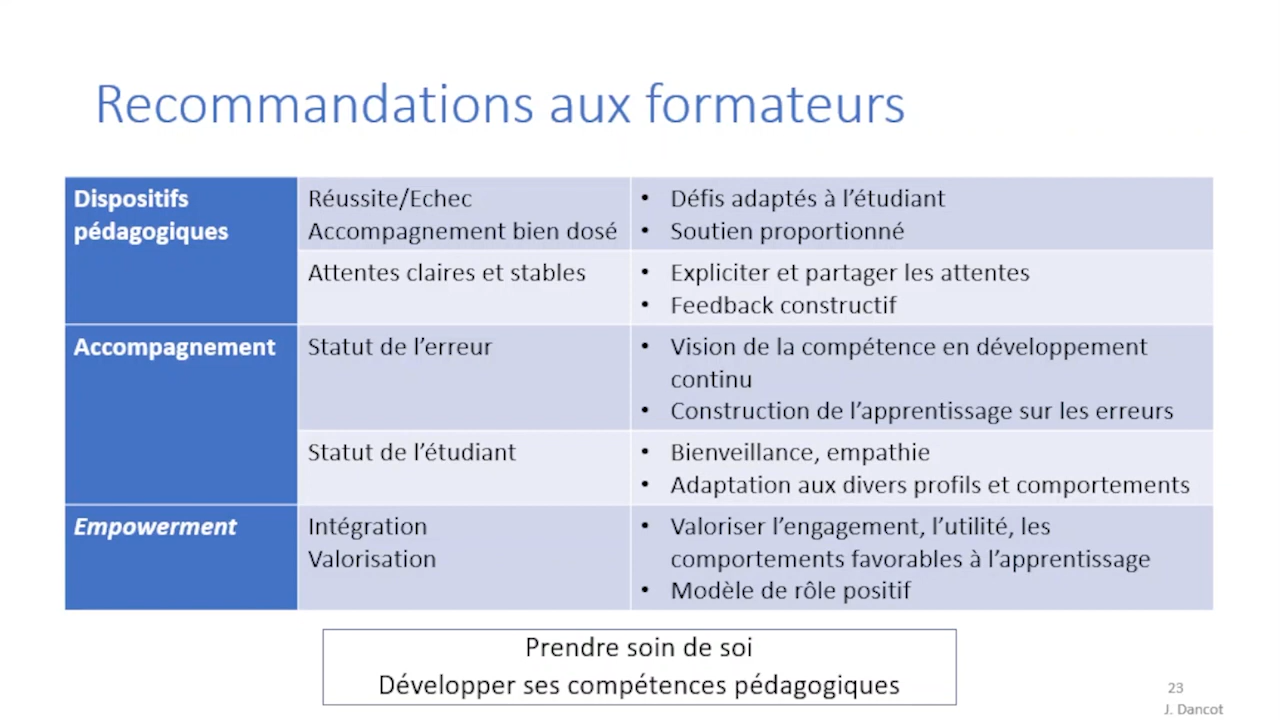 Recommandations aux formateurs
Dispositifs
pédagogiques
Réussite/Echec
Accompagnement bien dosé
• Défis adaptés à l’étudiant
• Soutien proportionné
Attentes claires et stables
• Expliciter et partager les attentes
• Feedback constructif
Accompagnement
Statut de l’erreur
• Vision de la compétence en développement
continu
• Construction de l’apprentissage sur les erreurs
Statut de l’étudiant
• Bienveillance, empathie
• Adaptation aux divers profils et comportements
Empowerment
Intégration
Valorisation
• Valoriser l’engagement, l’utilité, les
comportements favorables à l’apprentissage
• Modèle de rôle positif
Prendre soin de soi
Développer ses compétences pédagogiques
23
J. Dancot